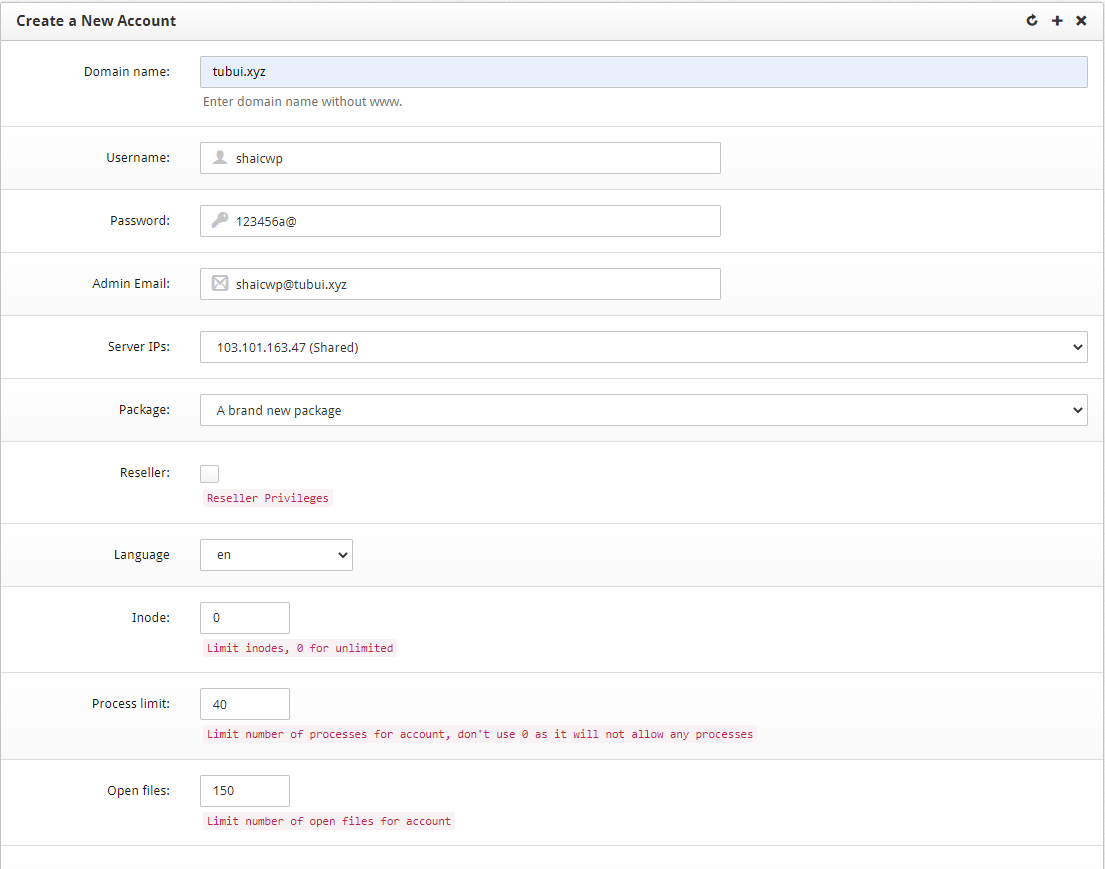 Create a New Account
Domain name:
tubui.xyz
Enter domain name without www.
Username:
shaicwp
Password:
123456a@
Admin Email:
shaicwp@tubui.xyz
Server IPs:
103.101.163.47 (Shared)
Package:
A brand new package
Reseller:
Reseller Privileges
Language
en
Inode:
0
Limit inodes, 0 for unlimited
Process limit:
40
Limit number of processes for account, don't use 0 as it will not allow any processes
Open files:
150
Limit number of open files for account